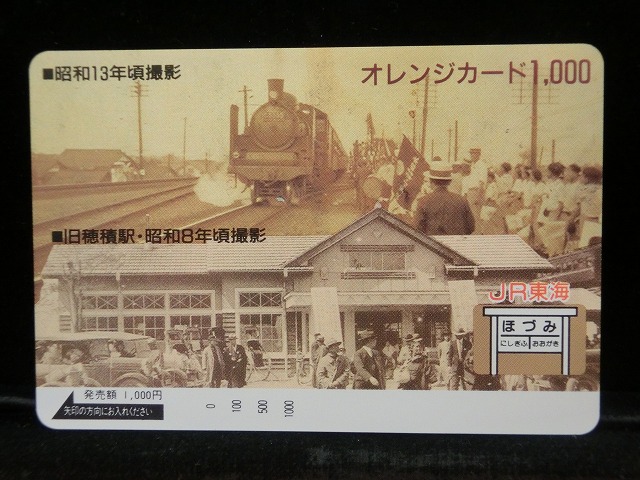 ■昭和13年頃撮影
オレンジカード1,000
■旧穂積駅・昭和8年頃撮影
JR東海
ほづみ
にしぎふ おおがき
発売額 1,000円
矢印の方向にお入れください
0 100 500 1000